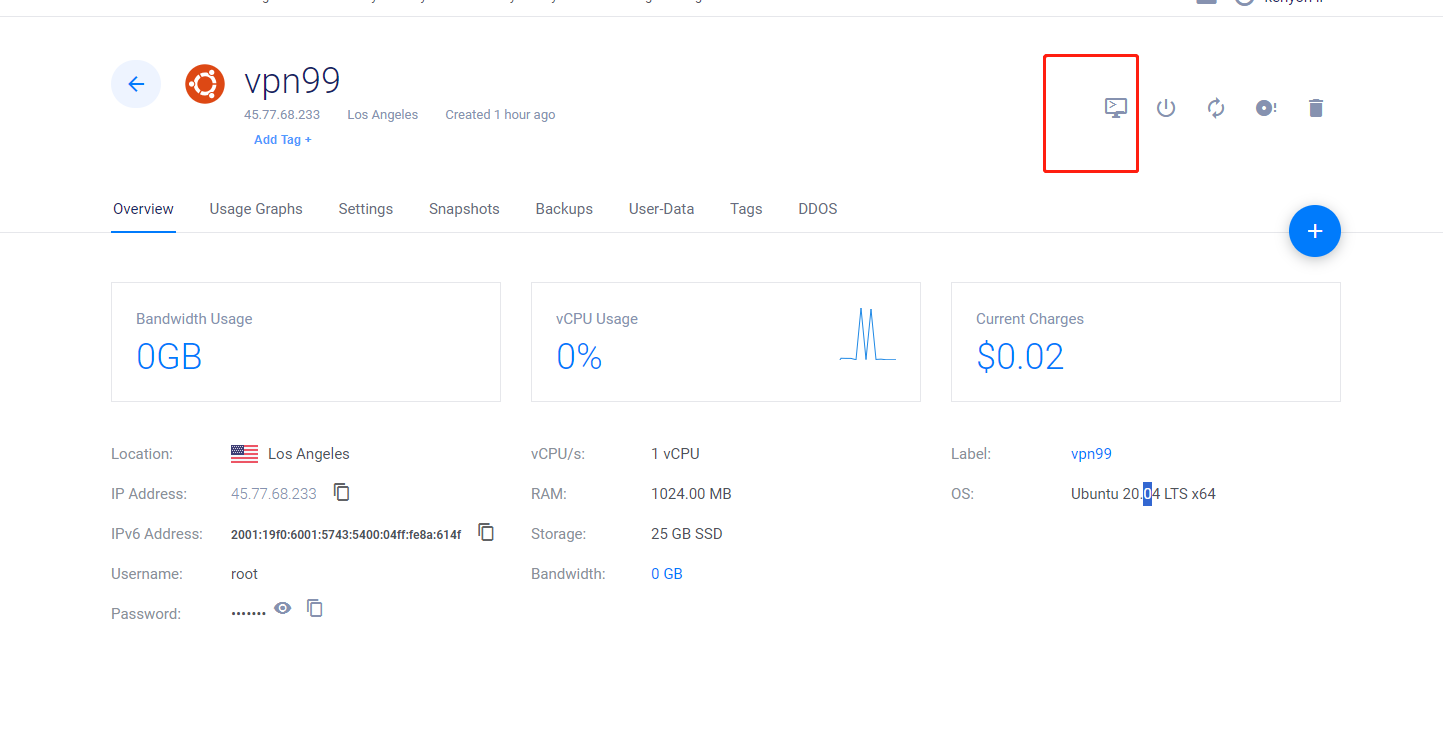 vpn99
45.77.68.233 Los Angeles Created 1 hour ago
Add Tag +
Overview Usage Graphs Settings Snapshots Backups User-Data Tags DDOS
+
Bandwidth Usage
0GB
vCPU Usage
0%
Current Charges
$0.02
Location: Los Angeles
IP Address: 45.77.68.233
IPv6 Address: 2001:19f0:6001:5743:5400:04ff:fe8a:614f
Username: root
Password: •••••••
vCPU/s: 1 vCPU
RAM: 1024.00 MB
Storage: 25 GB SSD
Bandwidth: 0 GB
Label: vpn99
OS: Ubuntu 20.04 LTS x64